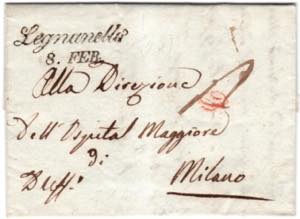 Legnanello
8. FEB.
Alla Direzione
dell'Ospital Maggiore
di
Milano